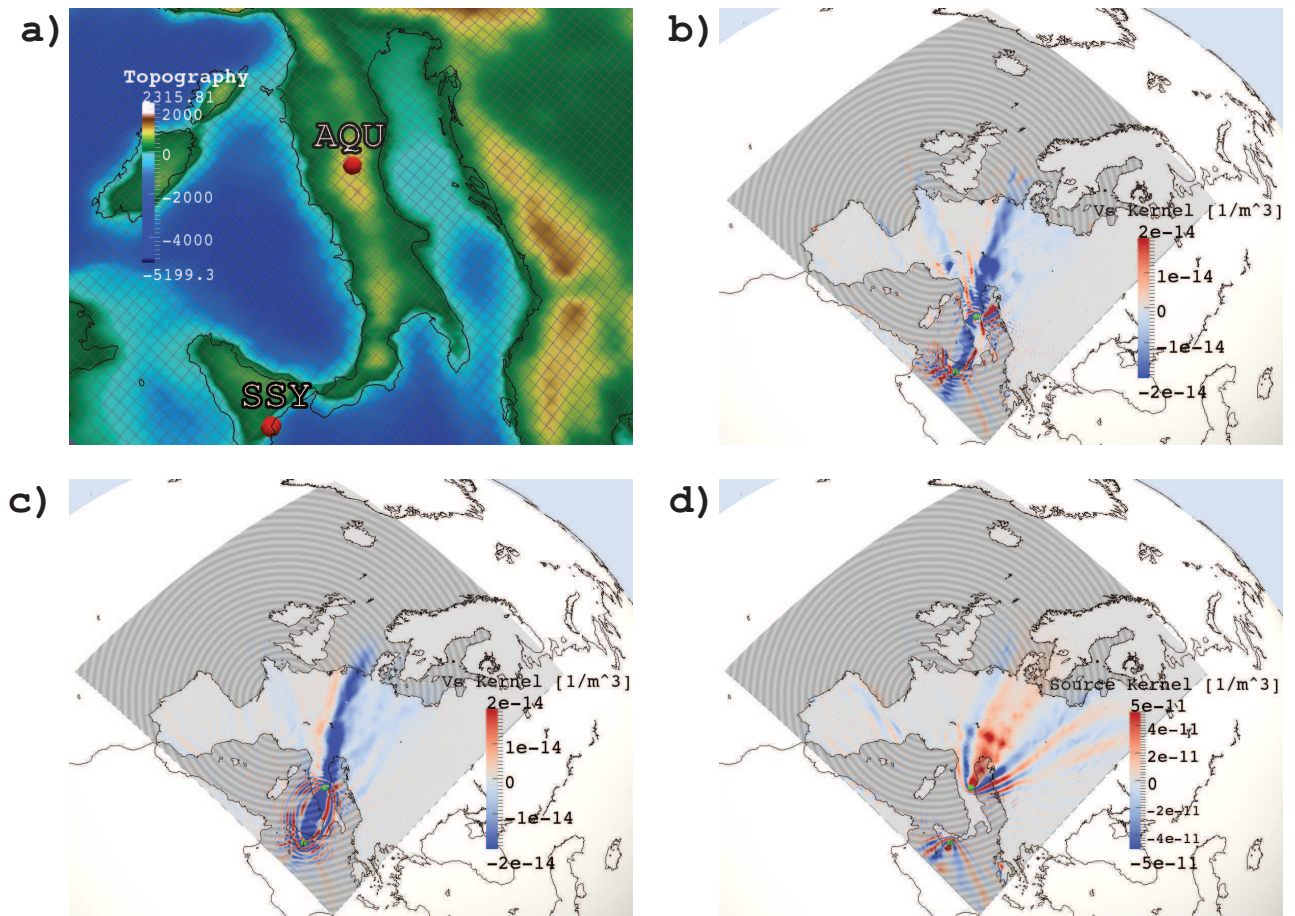 a)
Topography
2315.81
2000
0
-2000
-4000
-5199.3
AQU
SSY
b)
Vs Kernel [1/m^3]
2e-14
1e-14
0
-1e-14
-2e-14
c)
Vs Kernel [1/m^3]
2e-14
1e-14
0
-1e-14
-2e-14
d)
Source Kernel [1/m^3]
5e-11
4e-11
2e-11
0
-2e-11
-4e-11
-5e-11